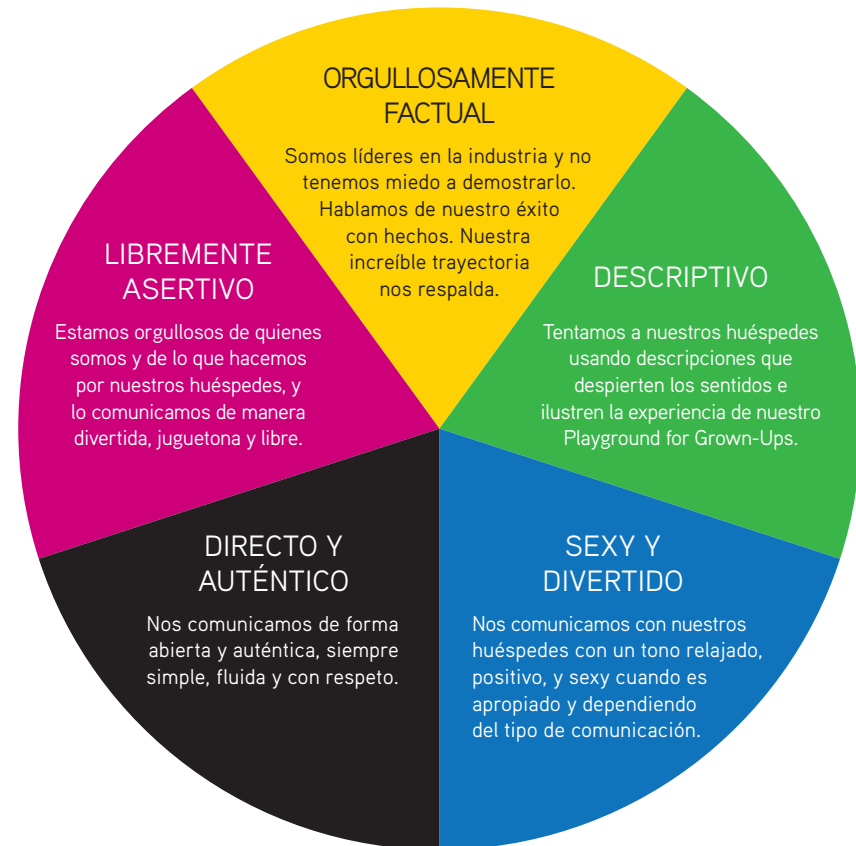 ORGULLOSAMENTE
FACTUAL
Somos líderes en la industria y no
tenemos miedo a demostrarlo.
Hablamos de nuestro éxito
con hechos. Nuestra
increíble trayectoria
nos respalda.
DESCRIPTIVO
Tentamos a nuestros huéspedes
usando descripciones que
despierten los sentidos e
ilustren la experiencia de nuestro
Playground for Grown-Ups.
SEXY Y
DIVERTIDO
Nos comunicamos con nuestros
huéspedes con un tono relajado,
positivo, y sexy cuando es
apropiado y dependiendo
del tipo de comunicación.
DIRECTO Y
AUTÉNTICO
Nos comunicamos de forma
abierta y auténtica, siempre
simple, fluida y con respeto.
LIBREMENTE
ASERTIVO
Estamos orgullosos de quienes
somos y de lo que hacemos
por nuestros huéspedes, y
lo comunicamos de manera
divertida, juguetona y libre.